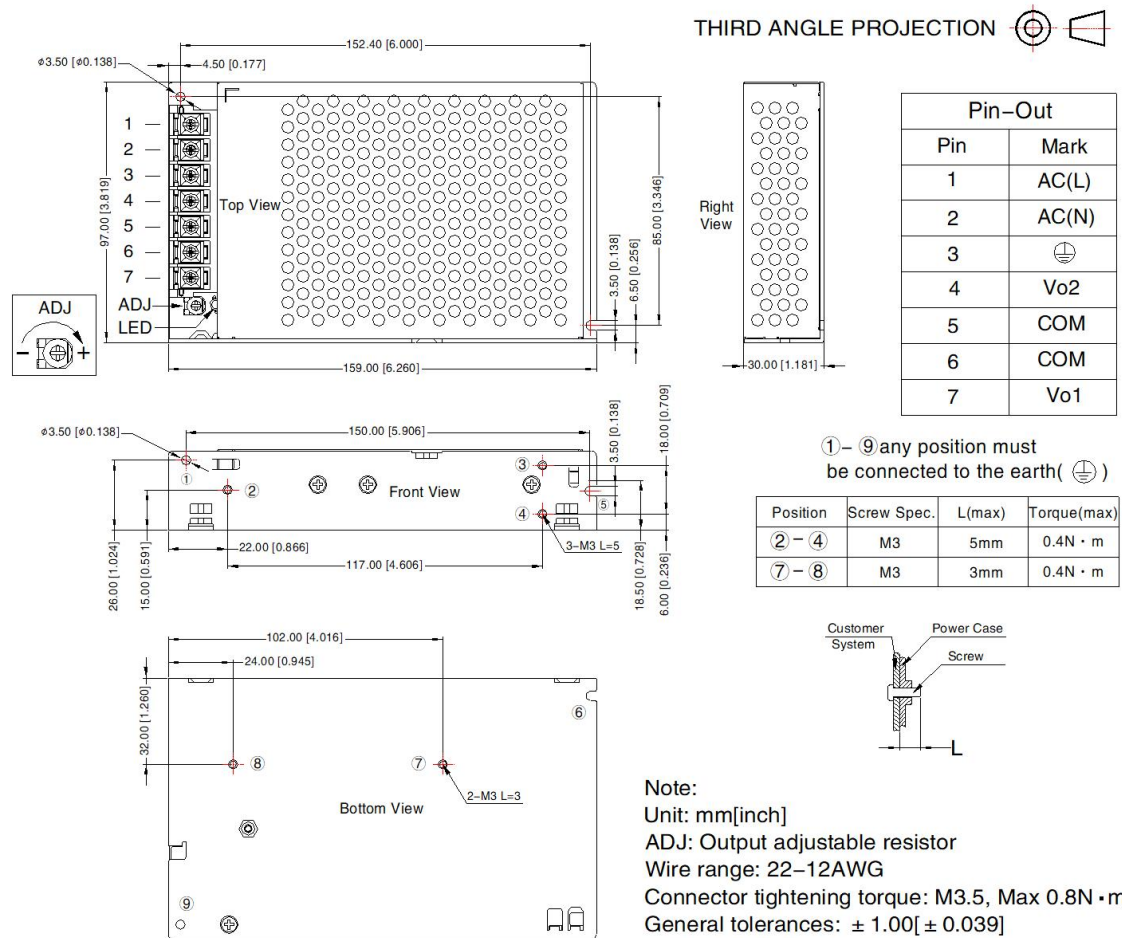 THIRD ANGLE PROJECTION
152.40 [6.000]
φ3.50 [φ0.138]
4.50 [0.177]
1
2
3
4
5
6
7
97.00 [3.819]
Top View
85.00 [3.346]
3.50 [0.138]
6.50 [0.256]
ADJ
LED
ADJ
− +
159.00 [6.260]
Right
View
30.00 [1.181]
Pin−Out
Pin Mark
1 AC(L)
2 AC(N)
3
4 Vo2
5 COM
6 COM
7 Vo1
φ3.50 [φ0.138]
150.00 [5.906]
3.50 [0.138]
18.00 [0.709]
①
②
Front View
③
④
⑤
3−M3 L=5
26.00 [1.024]
15.00 [0.591]
22.00 [0.866]
117.00 [4.606]
18.50 [0.728]
6.00 [0.236]
①− ⑨any position must
be connected to the earth( ⏚ )
Position Screw Spec. L(max) Torque(max)
②−④ M3 5mm 0.4N・m
⑦−⑧ M3 3mm 0.4N・m
Customer
System
Power Case
Screw
L
102.00 [4.016]
24.00 [0.945]
32.00 [1.260]
⑥
⑧
⑦
2−M3 L=3
Bottom View
⑨
Note:
Unit: mm[inch]
ADJ: Output adjustable resistor
Wire range: 22−12AWG
Connector tightening torque: M3.5, Max 0.8N・m
General tolerances: ±1.00[±0.039]